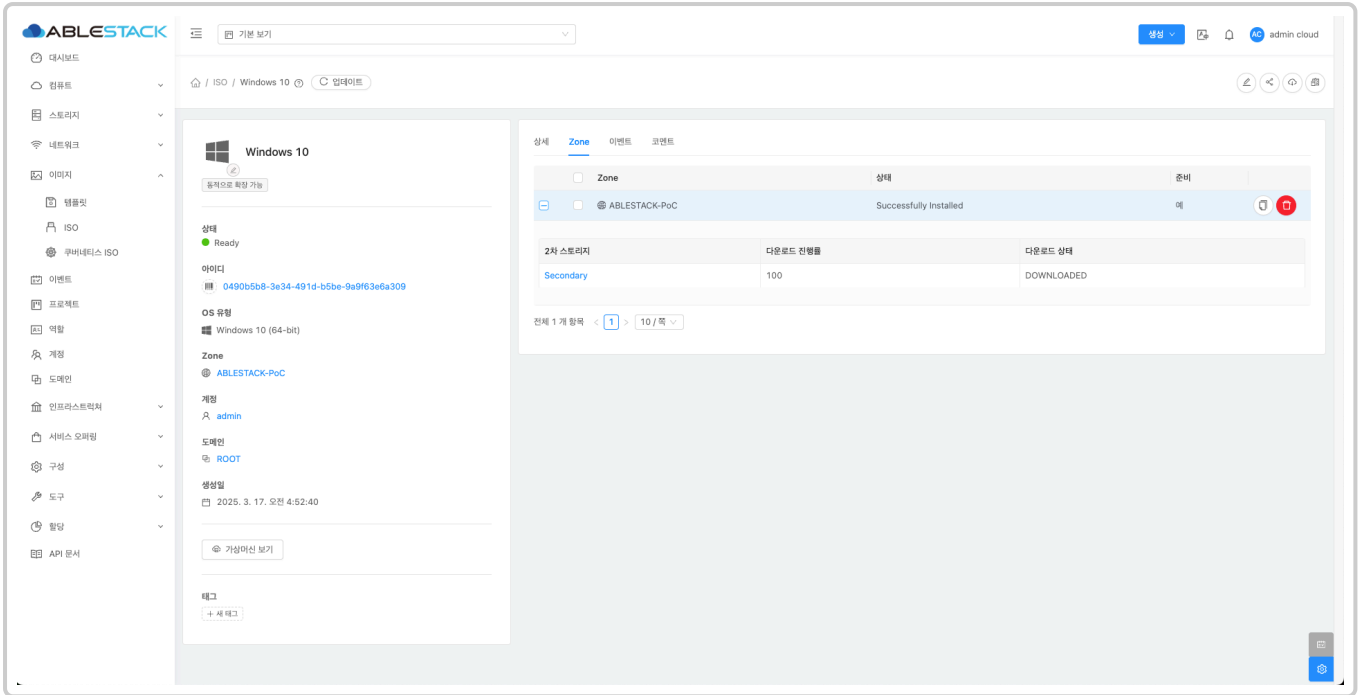 ABLESTACK
기본 보기
생성
AC admin cloud
대시보드
컴퓨트
스토리지
네트워크
이미지
템플릿
ISO
쿠버네티스 ISO
이벤트
프로젝트
역할
계정
도메인
인프라스트럭쳐
서비스 오퍼링
구성
도구
할당
API 문서
/ ISO / Windows 10 업데이트
Windows 10
동적으로 확장 가능
상태
Ready
아이디
0490b5b8-3e34-491d-b5be-9a9f63e6a309
OS 유형
Windows 10 (64-bit)
Zone
ABLESTACK-PoC
계정
admin
도메인
ROOT
생성일
2025. 3. 17. 오전 4:52:40
가상머신 보기
태그
+ 새 태그
상세 Zone 이벤트 코멘트
Zone 상태 준비
ABLESTACK-PoC Successfully Installed 예
2차 스토리지 다운로드 진행률 다운로드 상태
Secondary 100 DOWNLOADED
전체 1 개 항목 < 1 > 10 / 쪽